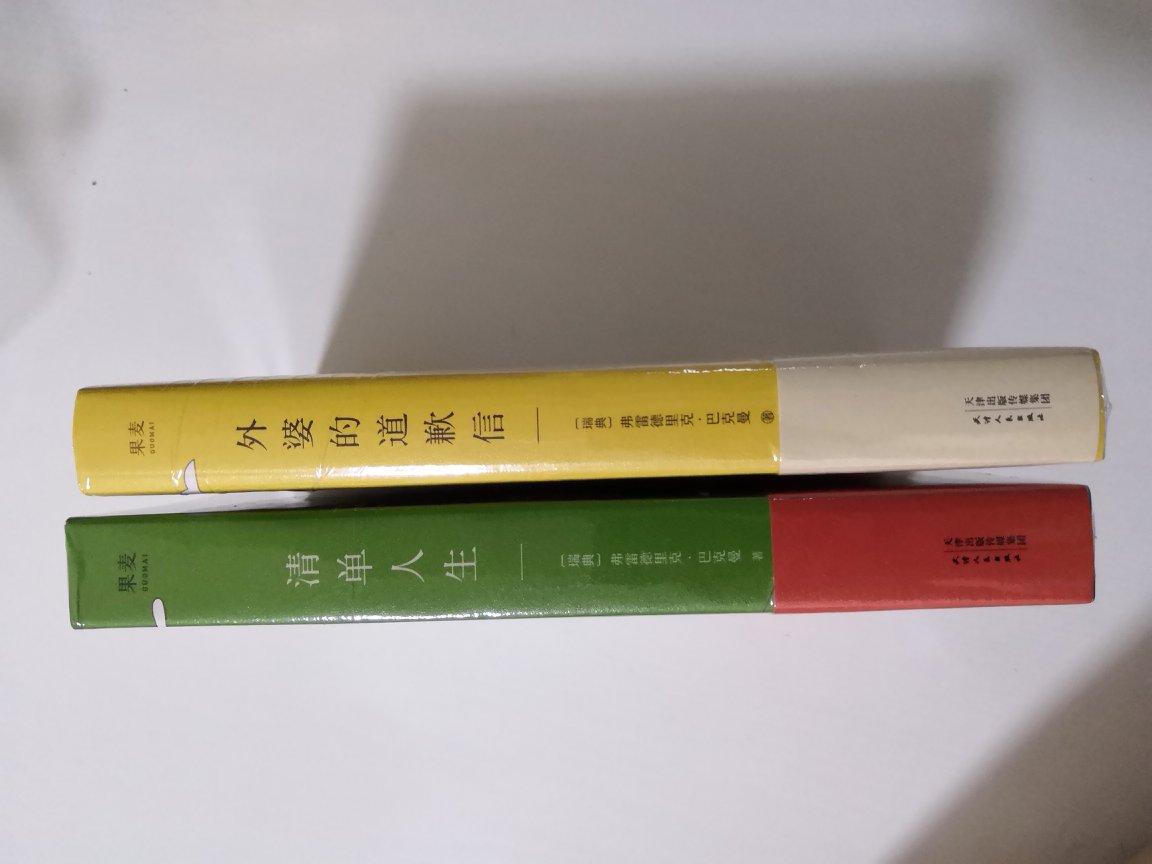 果麦
GUOMAI
外婆的道歉信
[瑞典] 弗雷德里克·巴克曼 著
天津出版传媒集团
天津人民出版社
果麦
GUOMAI
清单人生
[瑞典] 弗雷德里克·巴克曼 著
天津出版传媒集团
天津人民出版社